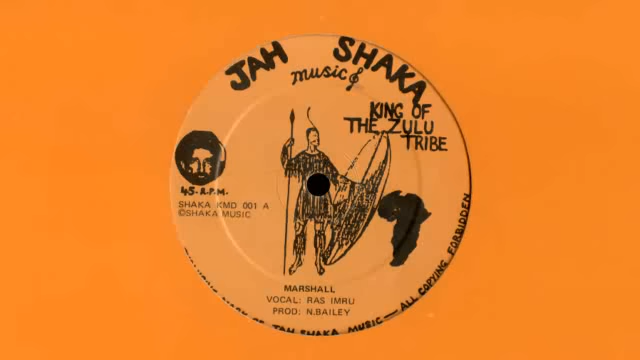 JAH SHAKA
music
KING OF
THE ZULU
TRIBE
45-R.P.M.
SHAKA KMD 001 A
©SHAKA MUSIC
MARSHALL
VOCAL: RAS IMRU
PROD: N.BAILEY
OF JAH SHAKA MUSIC — ALL COPYING FORBIDDEN